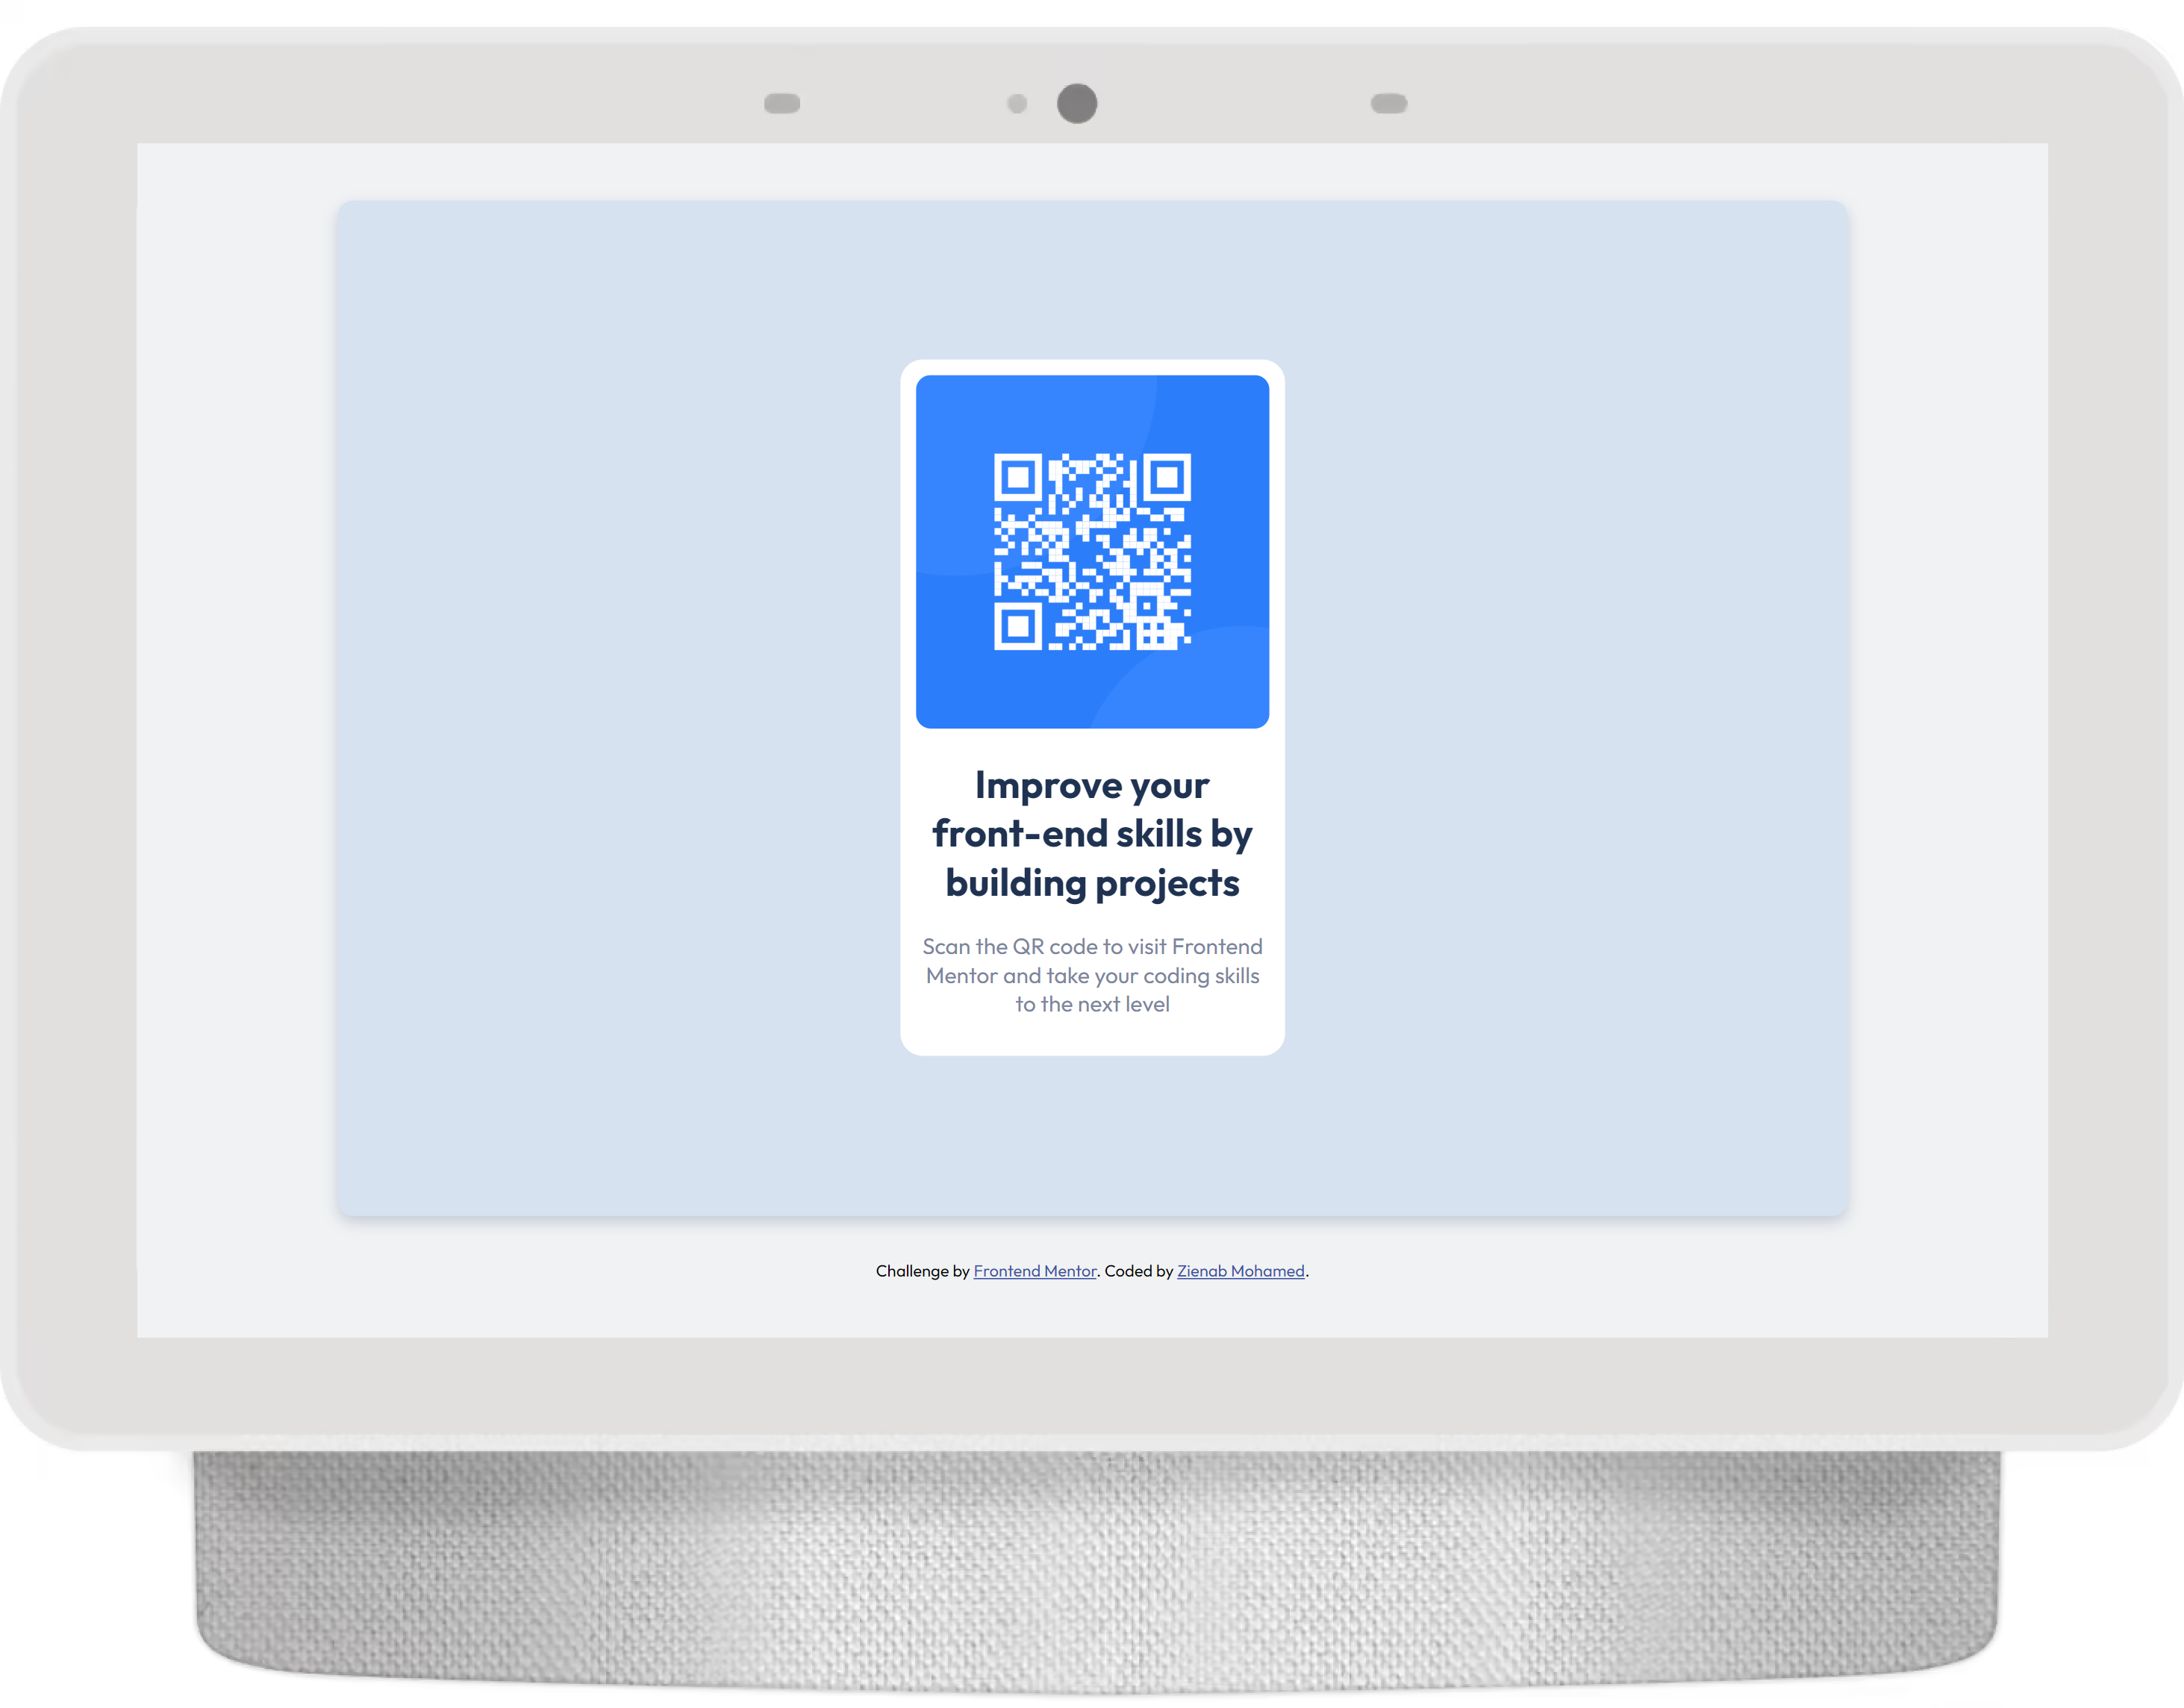 Improve your
front-end skills by
building projects
Scan the QR code to visit Frontend
Mentor and take your coding skills
to the next level
Challenge by Frontend Mentor. Coded by Zienab Mohamed.